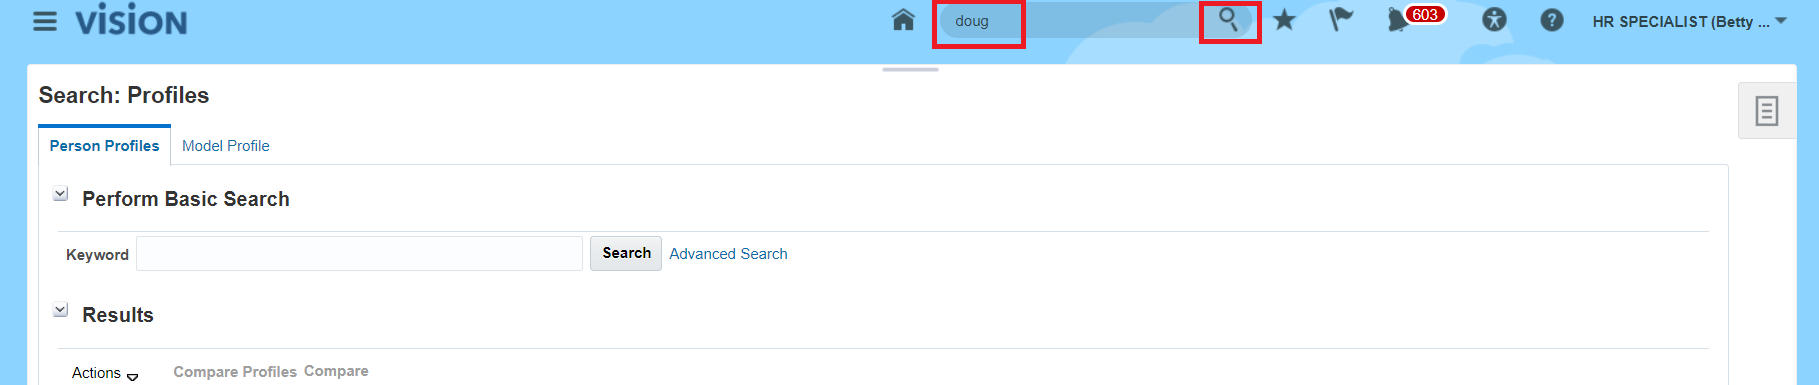 vision doug 603 ? HR SPECIALIST (Betty ...
Search: Profiles
Person Profiles Model Profile
Perform Basic Search
Keyword Search Advanced Search
Results
Actions Compare Profiles Compare